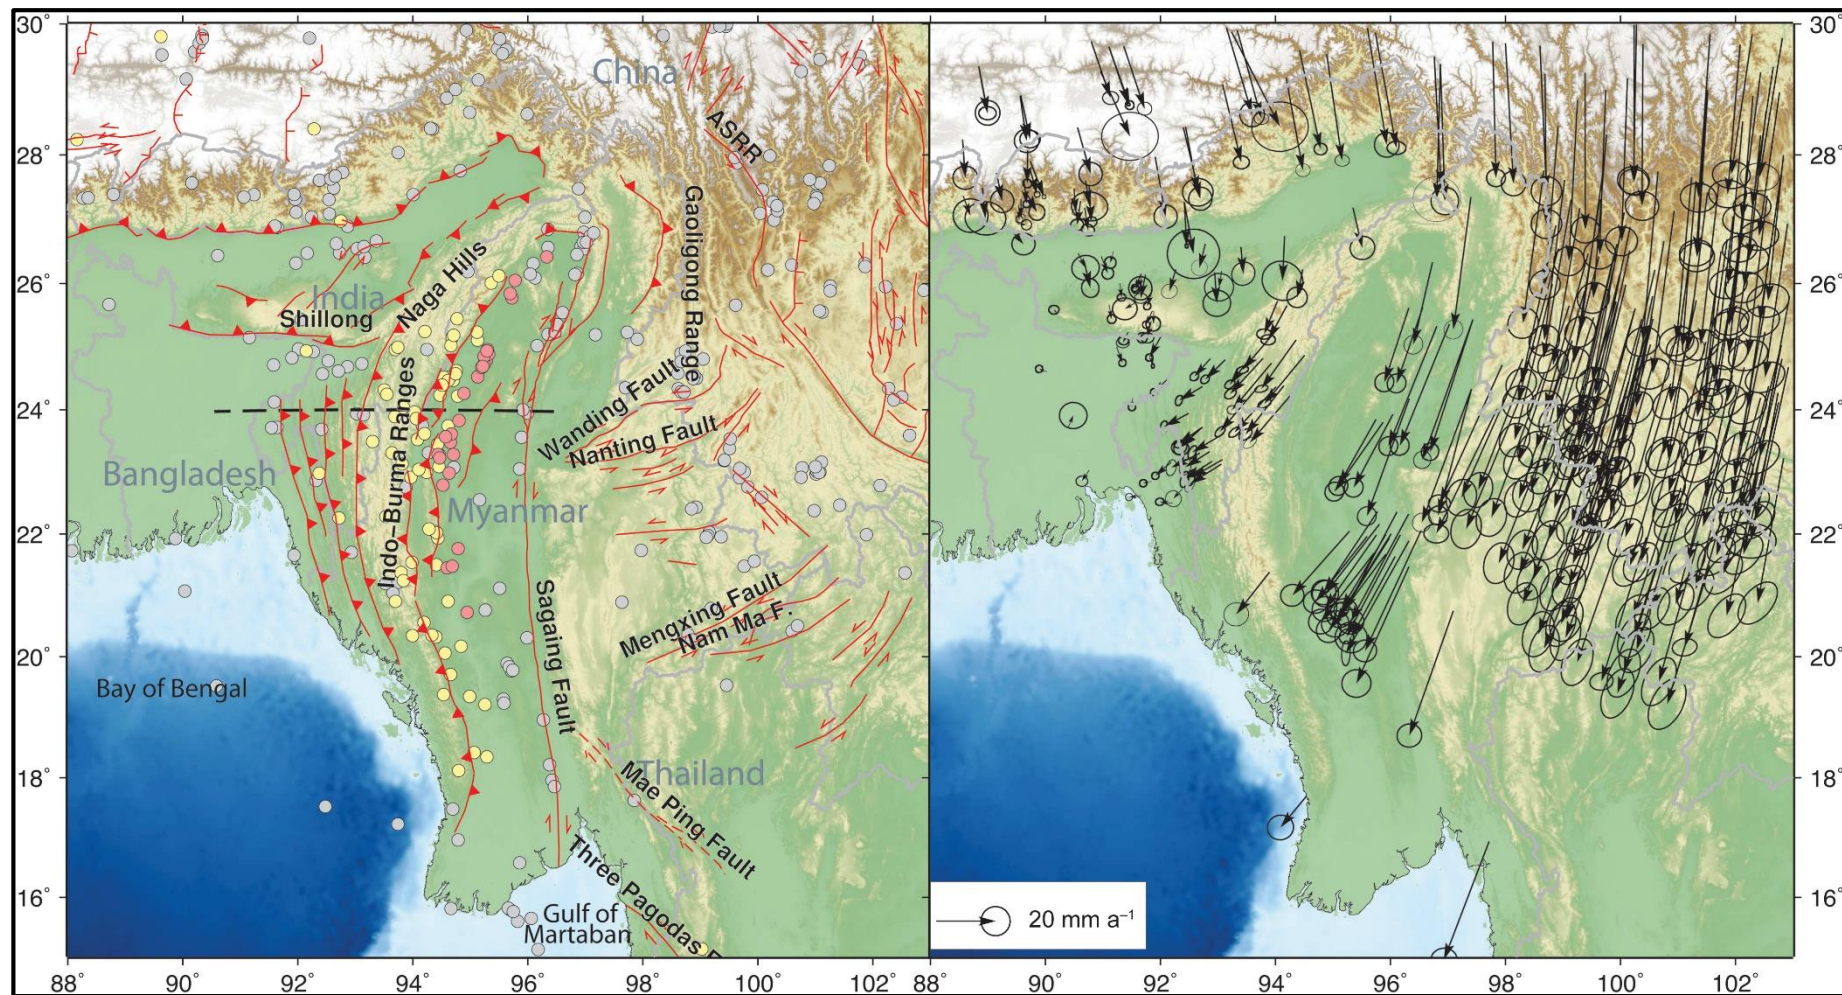 30°
28°
26°
24°
22°
20°
18°
16°
88
90
92
94
96
98
100
102°
China
ASRR
Gaoligong Range
Naga Hills
India
Shillong
Indo-Burma Ranges
Wanding Fault
Nanting Fault
Bangladesh
Myanmar
Sagaing Fault
Mengxing Fault
Nam Ma F.
Bay of Bengal
Thailand
Mae Ping Fault
Three Pagodas F
Gulf of
Martaban
30°
28°
26°
24°
22°
20°
18°
16°
20 mm a⁻¹
90
92
94
96
98
100
102°